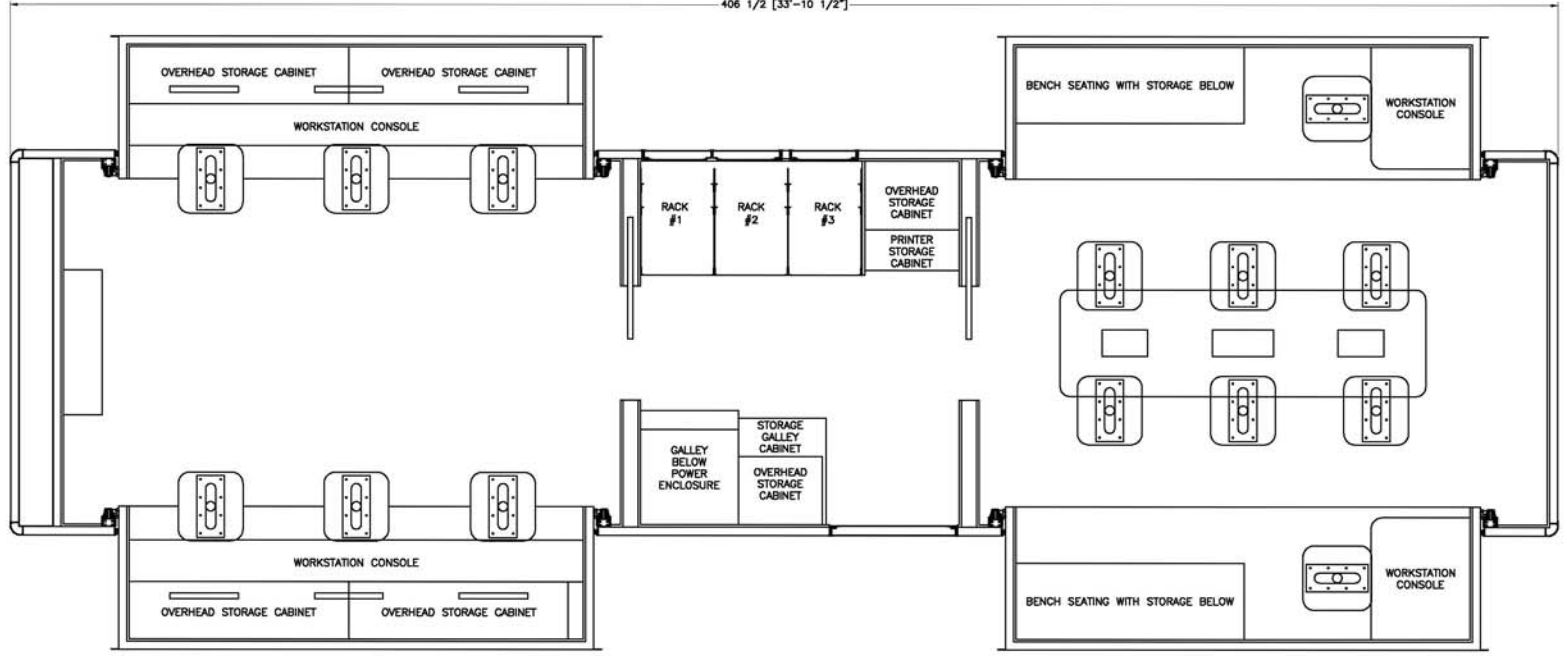 406 1/2 [33'-10 1/2"]
OVERHEAD STORAGE CABINET
OVERHEAD STORAGE CABINET
WORKSTATION CONSOLE
BENCH SEATING WITH STORAGE BELOW
WORKSTATION
CONSOLE
RACK
#1
RACK
#2
RACK
#3
OVERHEAD
STORAGE
CABINET
PRINTER
STORAGE
CABINET
GALLEY
BELOW
POWER
ENCLOSURE
STORAGE
GALLEY
CABINET
OVERHEAD
STORAGE
CABINET
WORKSTATION CONSOLE
OVERHEAD STORAGE CABINET
OVERHEAD STORAGE CABINET
BENCH SEATING WITH STORAGE BELOW
WORKSTATION
CONSOLE